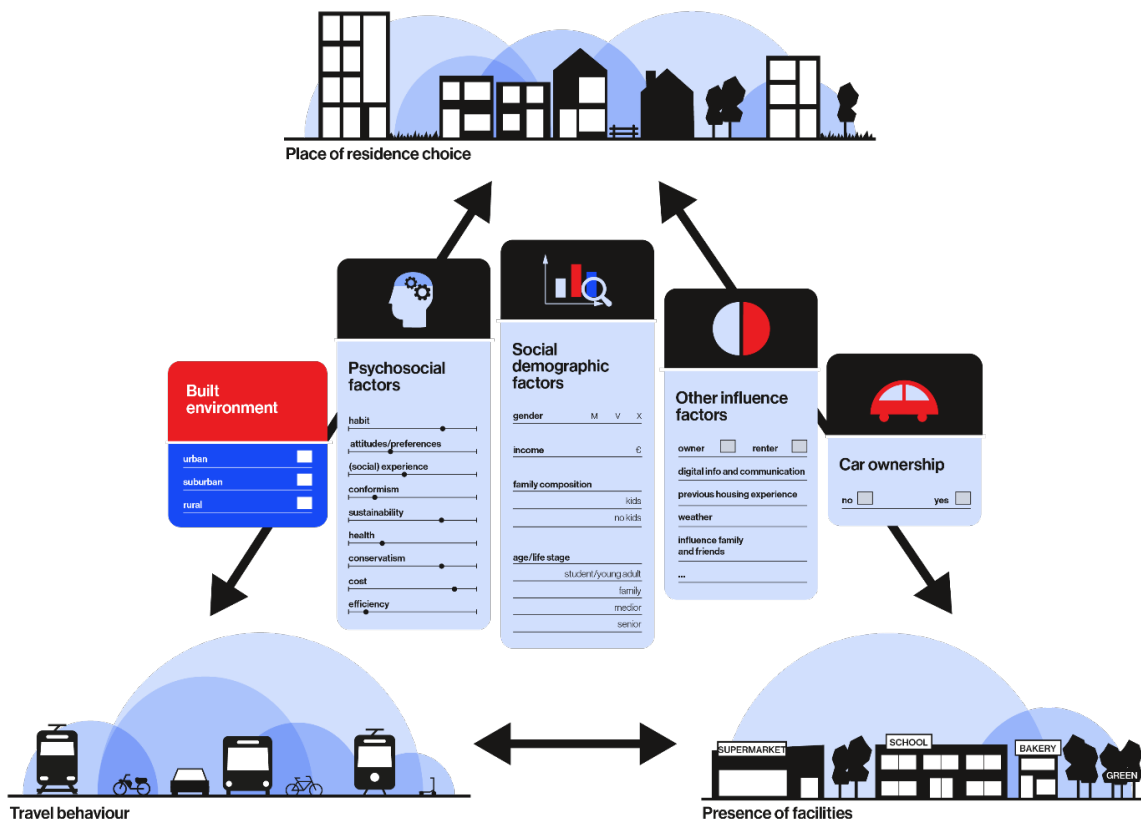 Place of residence choice
Built
environment
urban
suburban
rural
Psychosocial
factors
habit
attitudes/preferences
(social) experience
conformism
sustainability
health
conservatism
cost
efficiency
Social
demographic
factors
gender M V X
income €
family composition
kids
no kids
age/life stage
student/young adult
family
medior
senior
Other influence
factors
owner renter
digital info and communication
previous housing experience
weather
influence family
and friends
...
Car ownership
no yes
Travel behaviour
SUPERMARKET
SCHOOL
BAKERY
GREEN
Presence of facilities